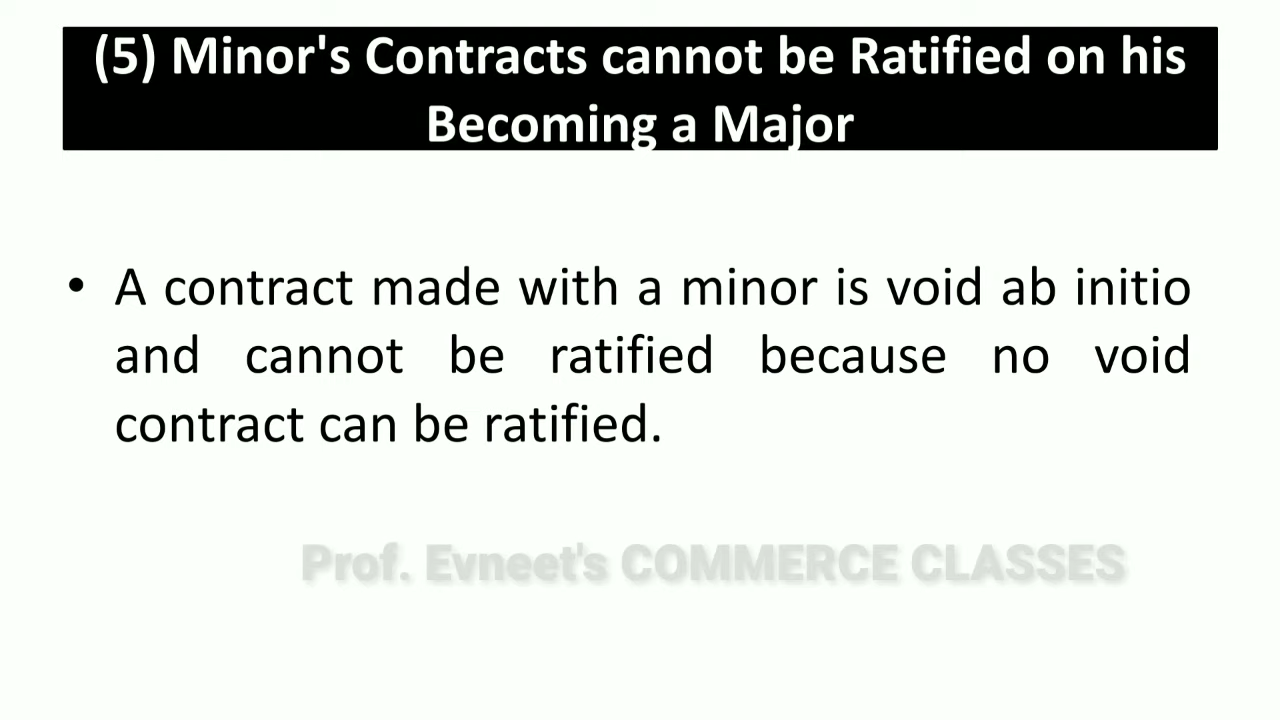 (5) Minor's Contracts cannot be Ratified on his
Becoming a Major
• A contract made with a minor is void ab initio
and cannot be ratified because no void
contract can be ratified.
Prof. Evneet's COMMERCE CLASSES